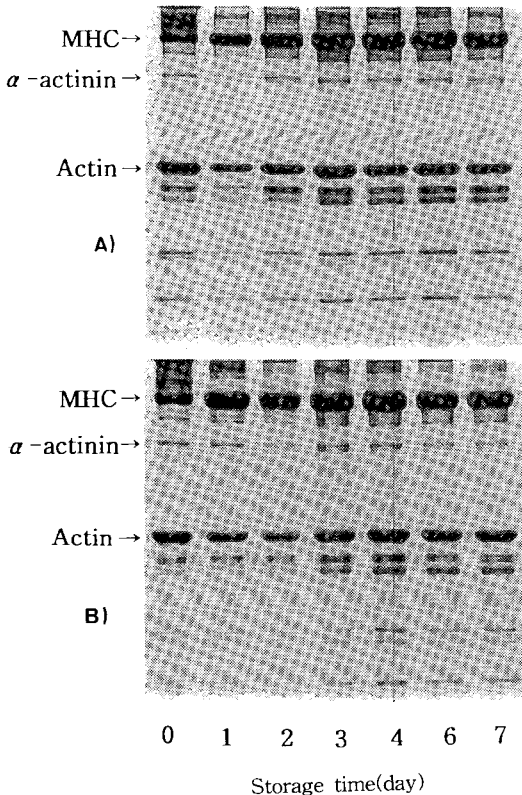 MHC→
α-actinin→
Actin→
A)
MHC→
α-actinin→
Actin→
B)
0 1 2 3 4 6 7
Storage time(day)